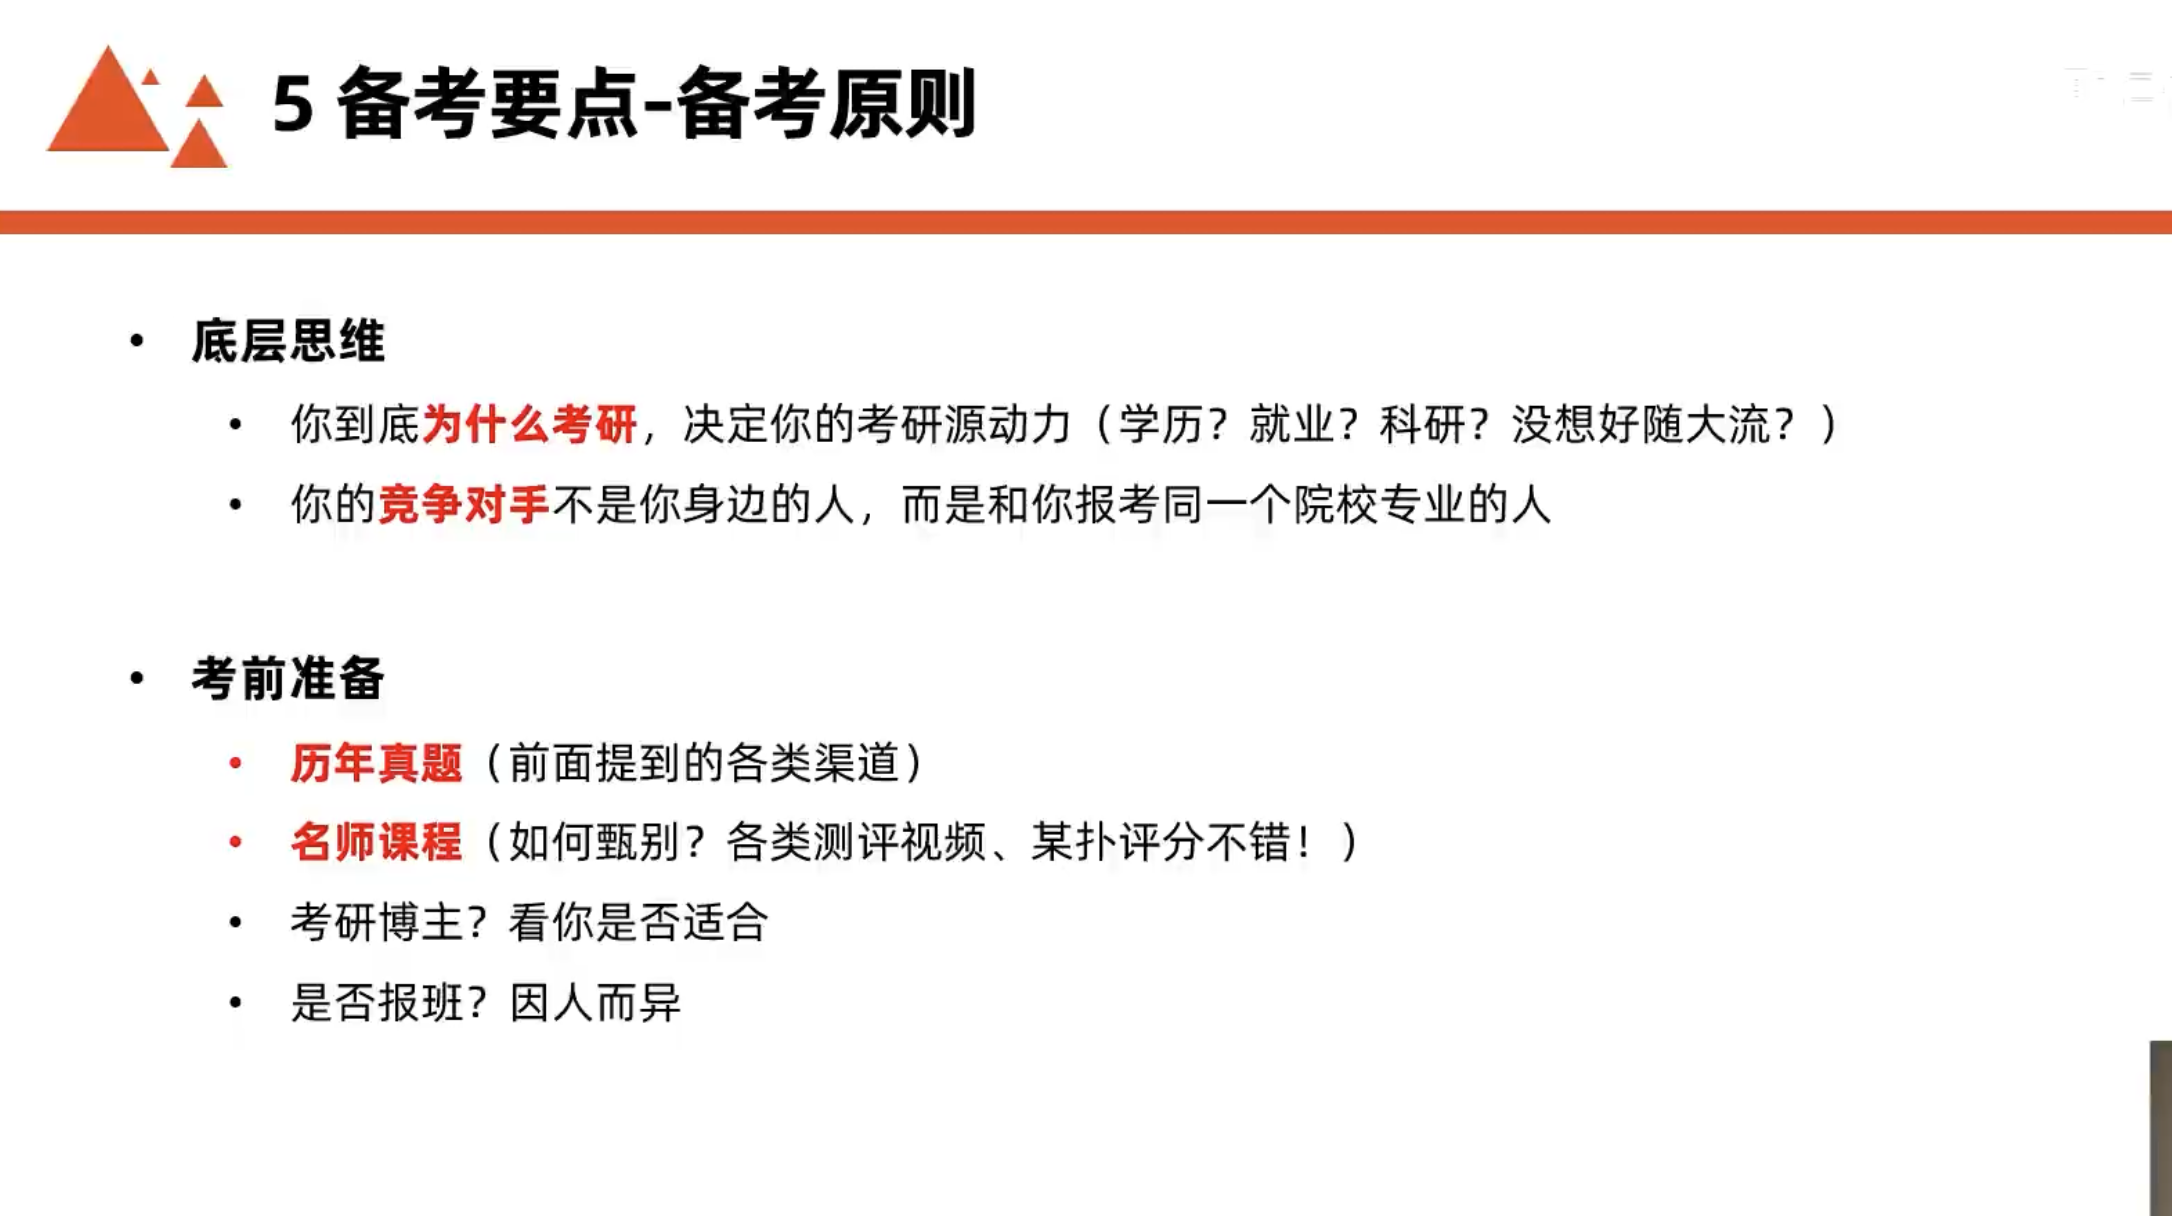 5 备考要点-备考原则
• 底层思维
• 你到底为什么考研，决定你的考研源动力（学历？就业？科研？没想好随大流？）
• 你的竞争对手不是你身边的人，而是和你报考同一个院校专业的人
• 考前准备
• 历年真题（前面提到的各类渠道）
• 名师课程（如何甄别？各类测评视频、某扑评分不错！）
• 考研博主？看你是否适合
• 是否报班？因人而异